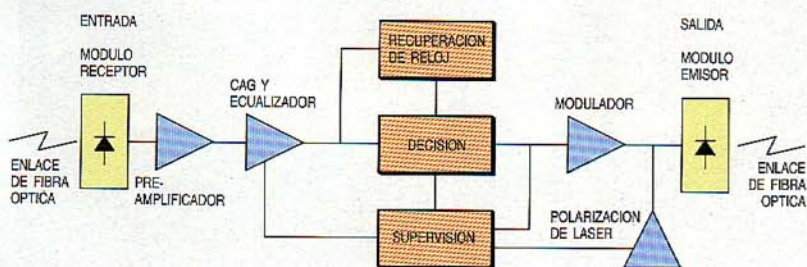 ENTRADA
MODULO
RECEPTOR
ENLACE
DE FIBRA
OPTICA
PRE-
AMPLIFICADOR
CAG Y
ECUALIZADOR
RECUPERACION
DE RELOJ
DECISION
SUPERVISION
MODULADOR
POLARIZACION
DE LASER
SALIDA
MODULO
EMISOR
ENLACE
DE FIBRA
OPTICA